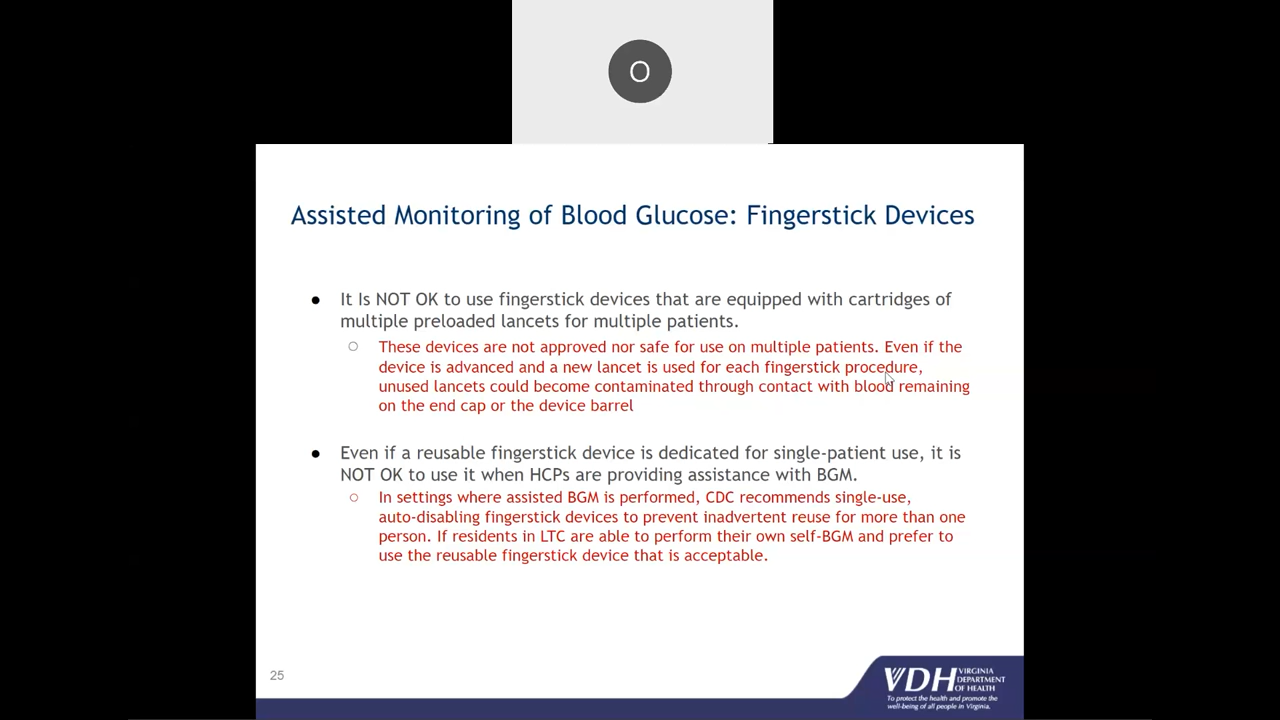 O
Assisted Monitoring of Blood Glucose: Fingerstick Devices
It Is NOT OK to use fingerstick devices that are equipped with cartridges of
multiple preloaded lancets for multiple patients.
These devices are not approved nor safe for use on multiple patients. Even if the
device is advanced and a new lancet is used for each fingerstick procedure,
unused lancets could become contaminated through contact with blood remaining
on the end cap or the device barrel
Even if a reusable fingerstick device is dedicated for single-patient use, it is
NOT OK to use it when HCPs are providing assistance with BGM.
In settings where assisted BGM is performed, CDC recommends single-use,
auto-disabling fingerstick devices to prevent inadvertent reuse for more than one
person. If residents in LTC are able to perform their own self-BGM and prefer to
use the reusable fingerstick device that is acceptable.
25
VDH VIRGINIA
DEPARTMENT
OF HEALTH
To protect the health and promote the
well-being of all people in Virginia.